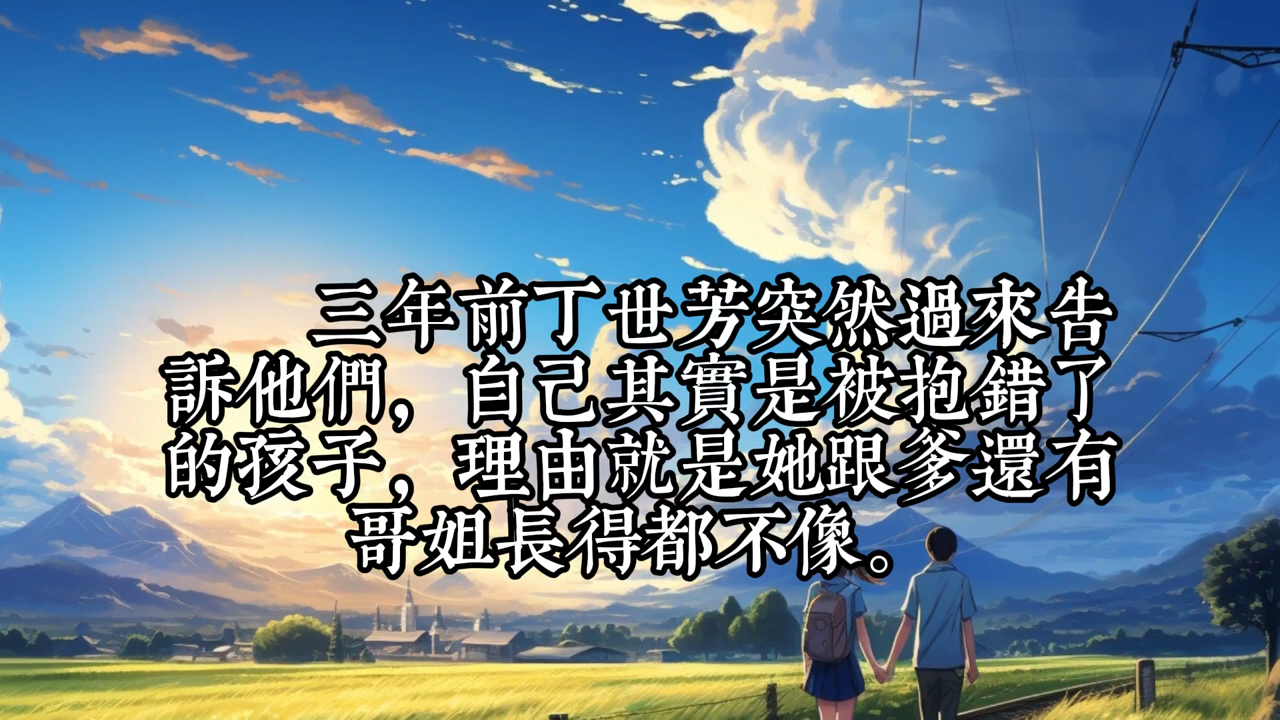 三年前丁世芳突然過來告
訴他們，自己其實是被抱錯了
的孩子，理由就是她跟爹還有
哥姐長得都不像。